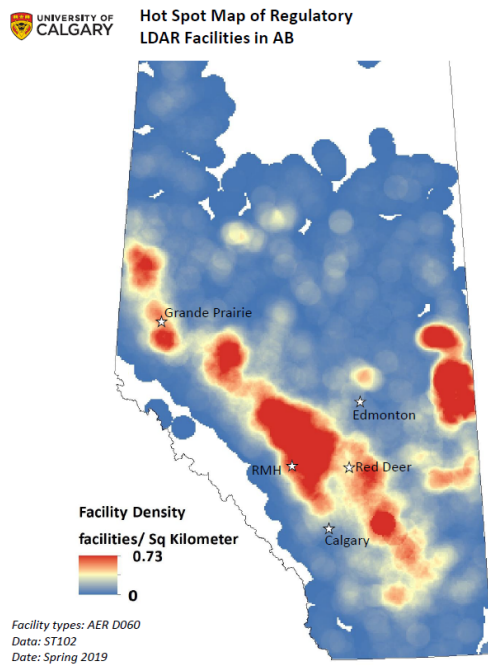 UNIVERSITY OF
CALGARY
Hot Spot Map of Regulatory
LDAR Facilities in AB
Grande Prairie
Edmonton
RMH
Red Deer
Calgary
Facility Density
facilities/ Sq Kilometer
0.73
0
Facility types: AER D060
Data: ST102
Date: Spring 2019